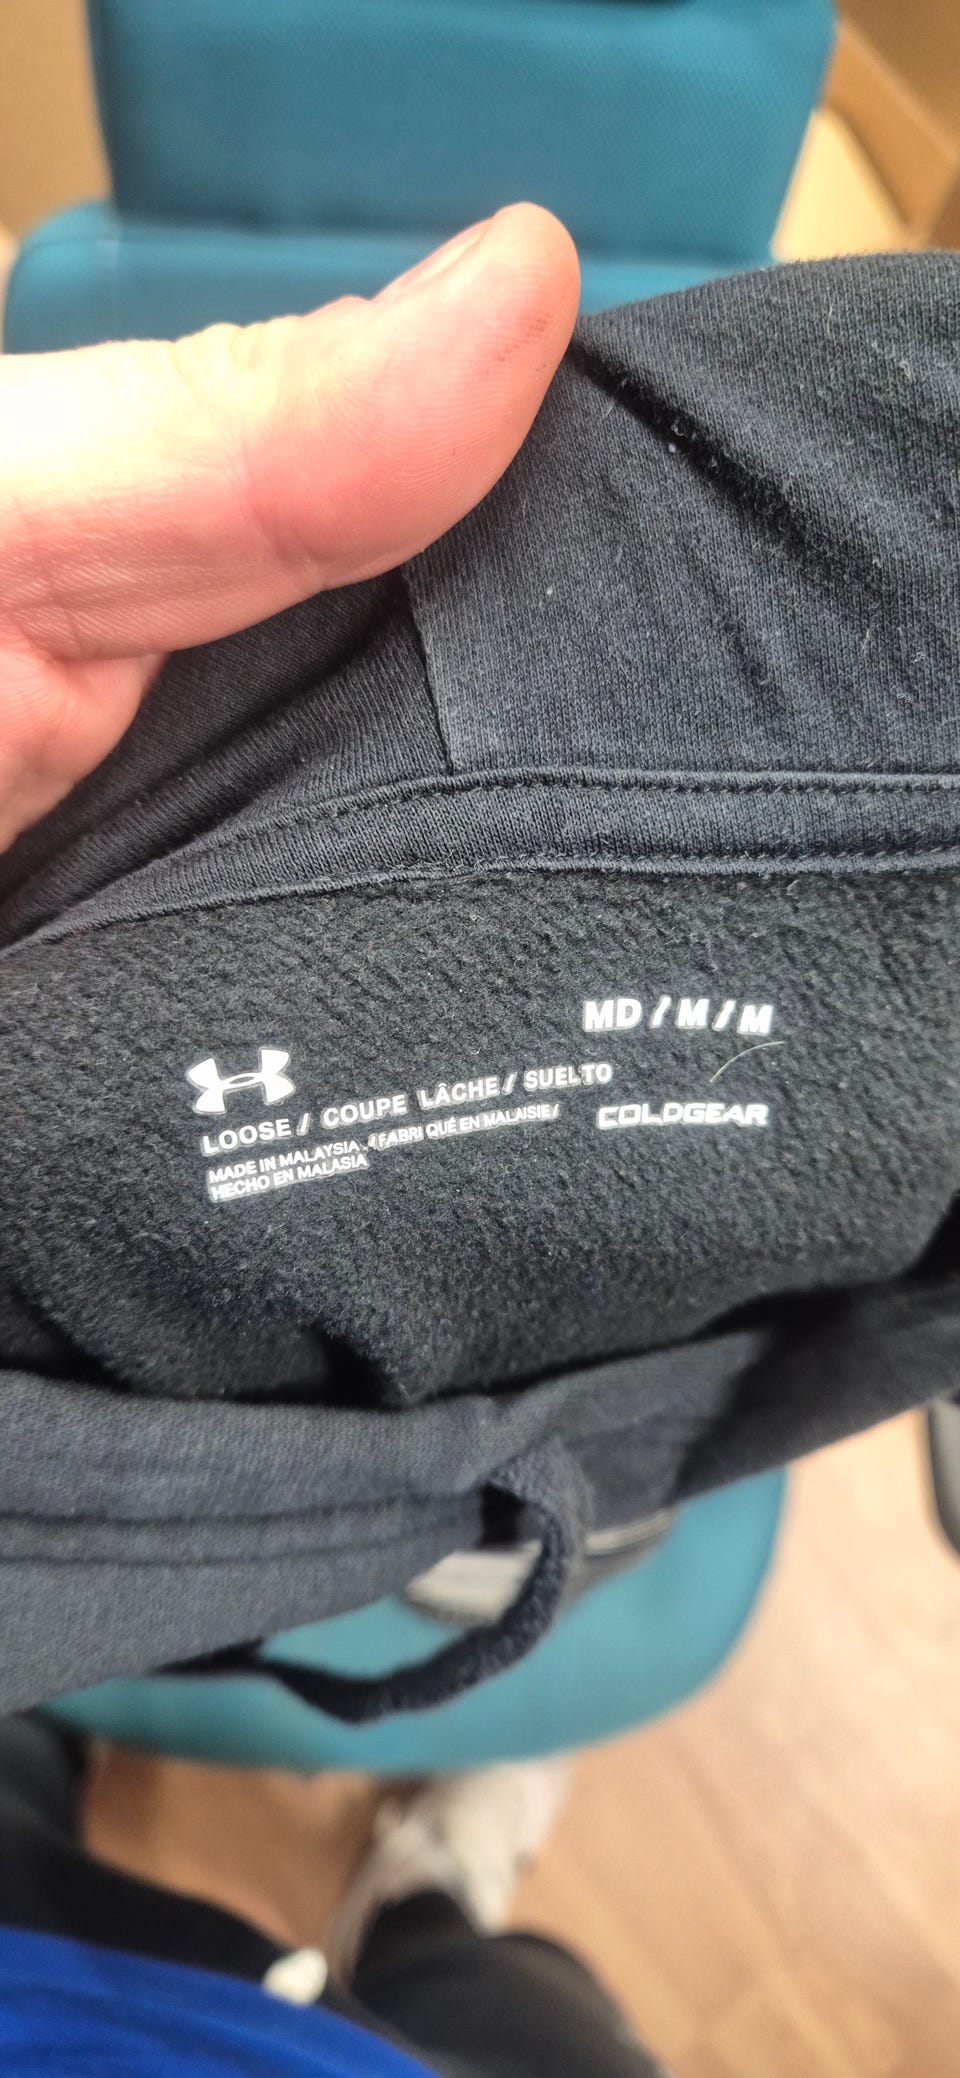 MD / M / M
LOOSE / COUPE LÂCHE / SUELTO
COLDGEAR
MADE IN MALAYSIA / FABRIQUÉ EN MALAISIE /
HECHO EN MALASIA